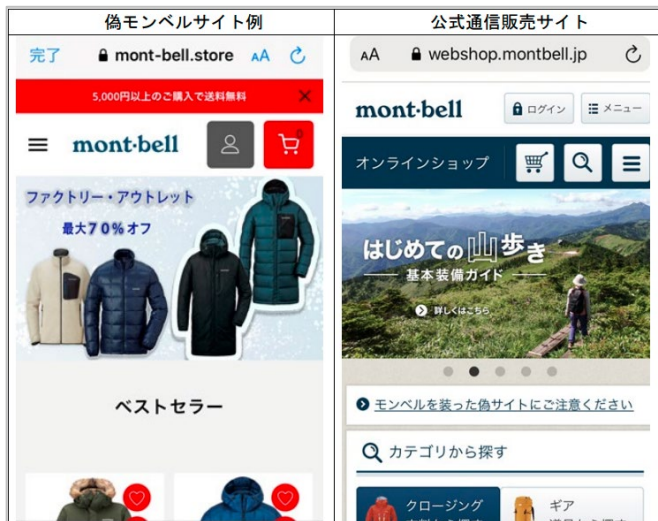 偽モンベルサイト例
完了
mont-bell.store
AA
5,000円以上のご購入で送料無料
mont·bell
0
ファクトリー・アウトレット
最大70%オフ
ベストセラー
公式通信販売サイト
AA
webshop.montbell.jp
mont·bell
ログイン
メニュー
オンラインショップ
はじめての山歩き
基本装備ガイド
詳しくはこちら
モンベルを装った偽サイトにご注意ください
カテゴリから探す
クロージング
ギア